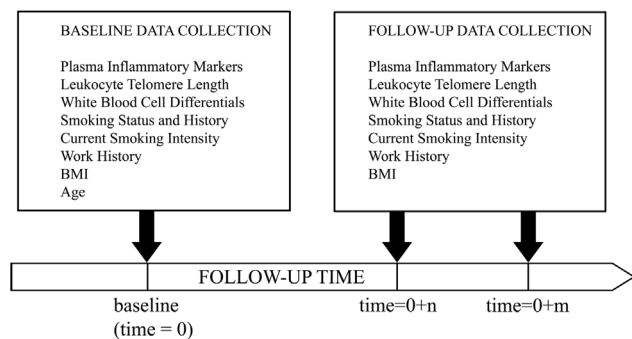 BASELINE DATA COLLECTION
Plasma Inflammatory Markers
Leukocyte Telomere Length
White Blood Cell Differentials
Smoking Status and History
Current Smoking Intensity
Work History
BMI
Age
FOLLOW-UP DATA COLLECTION
Plasma Inflammatory Markers
Leukocyte Telomere Length
White Blood Cell Differentials
Smoking Status and History
Current Smoking Intensity
Work History
BMI
FOLLOW-UP TIME
baseline
(time = 0)
time=0+n
time=0+m